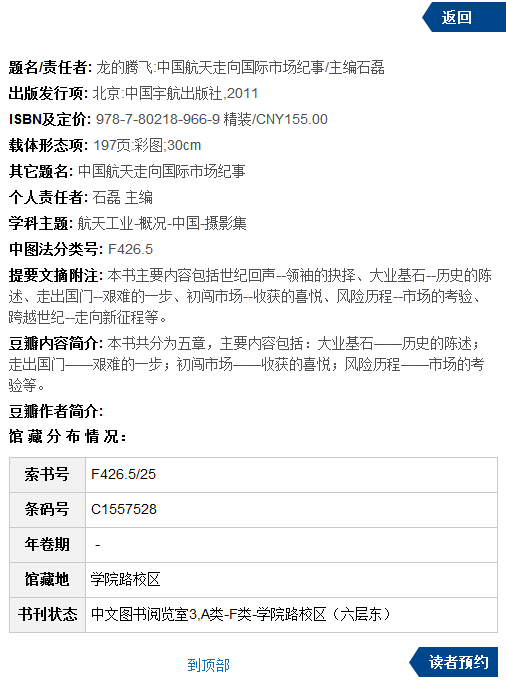 返回
题名/责任者: 龙的腾飞:中国航天走向国际市场纪事/主编石磊
出版发行项: 北京:中国宇航出版社,2011
ISBN及定价: 978-7-80218-966-9 精装/CNY155.00
载体形态项: 197页:彩图;30cm
其它题名: 中国航天走向国际市场纪事
个人责任者: 石磊 主编
学科主题: 航天工业-概况-中国-摄影集
中图法分类号: F426.5
提要文摘附注: 本书主要内容包括世纪回声--领袖的抉择、大业基石--历史的陈
述、走出国门--艰难的一步、初闯市场--收获的喜悦、风险历程--市场的考验、
跨越世纪--走向新征程等。
豆瓣内容简介: 本书共分为五章，主要内容包括：大业基石——历史的陈述；
走出国门——艰难的一步；初闯市场——收获的喜悦；风险历程——市场的考
验等。
豆瓣作者简介:
馆 藏 分 布 情 况：
索书号 F426.5/25
条码号 C1557528
年卷期 -
馆藏地 学院路校区
书刊状态 中文图书阅览室3,A类-F类-学院路校区（六层东）
到顶部 读者预约